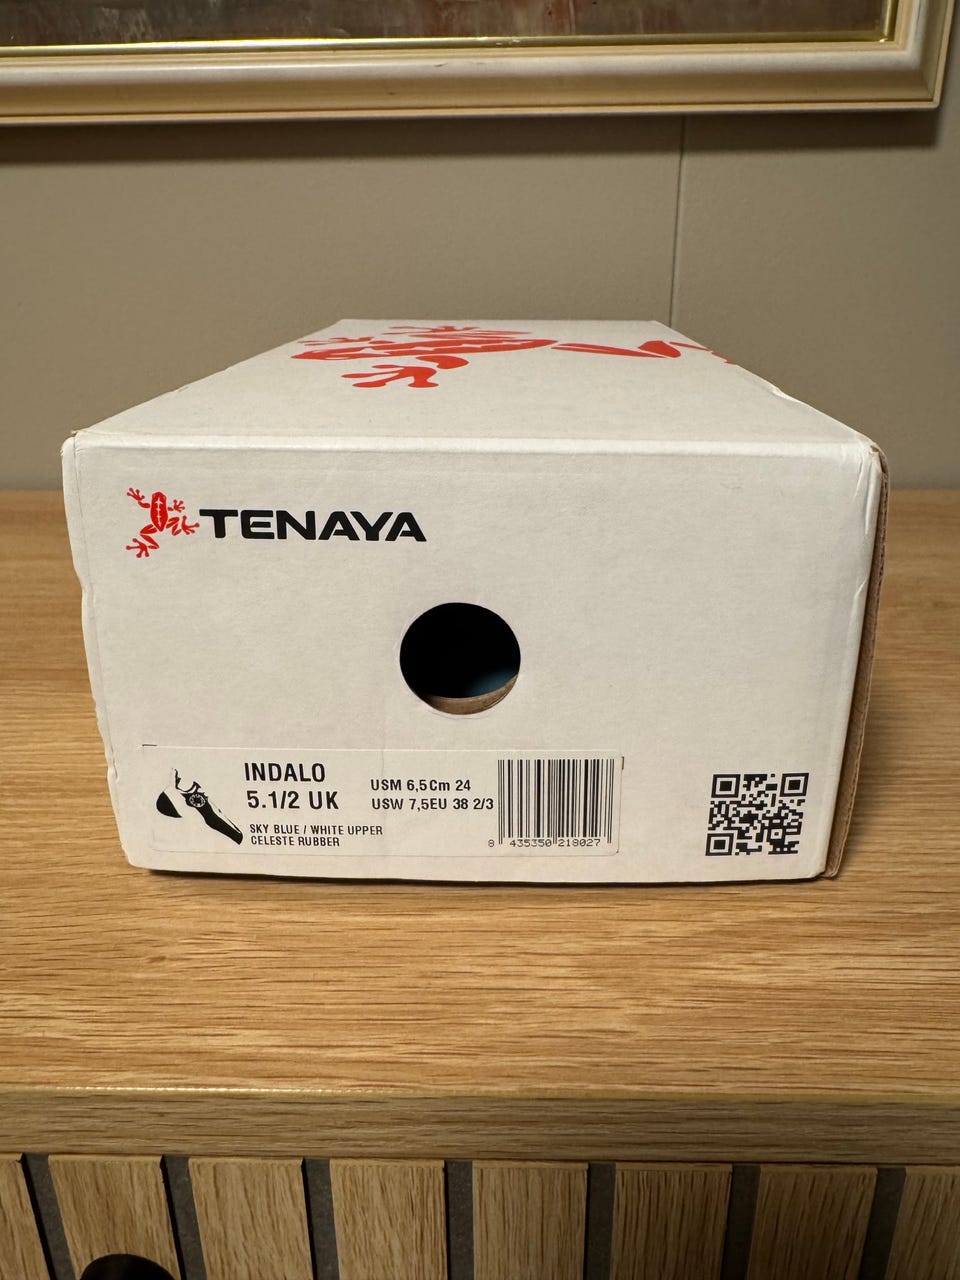 TENAYA
INDALO
5.1/2 UK
USM 6,5 Cm 24
USW 7,5 EU 38 2/3
SKY BLUE / WHITE UPPER
CELESTE RUBBER
8 435350 218027